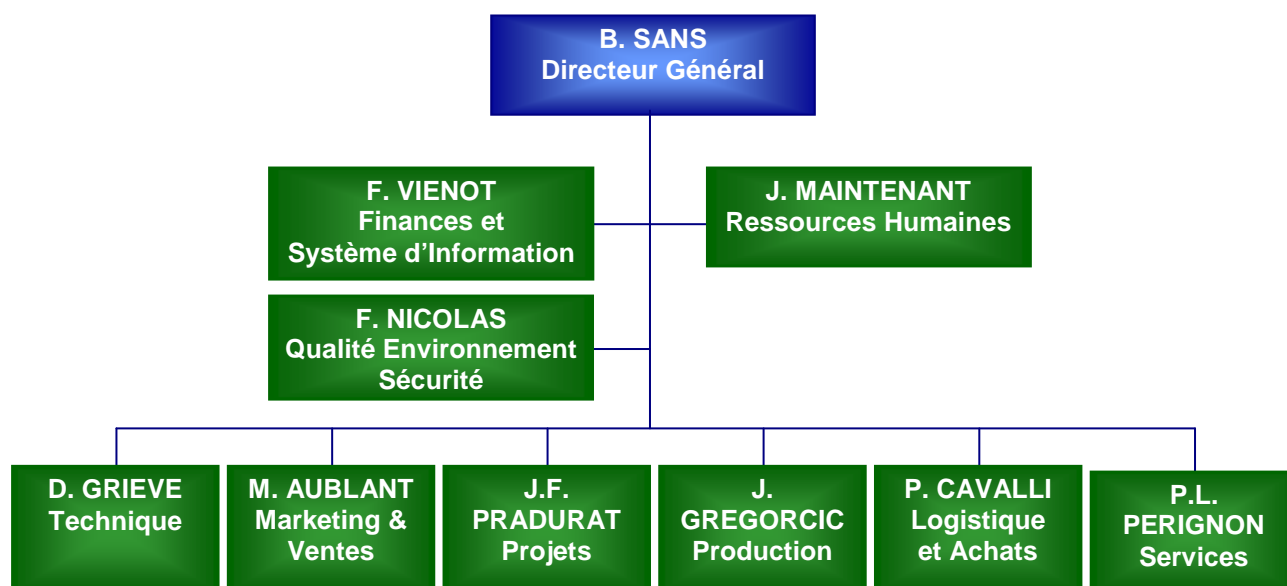 B. SANS
Directeur Général
F. VIENOT
Finances et
Système d’Information
J. MAINTENANT
Ressources Humaines
F. NICOLAS
Qualité Environnement
Sécurité
D. GRIEVE
Technique
M. AUBLANT
Marketing &
Ventes
J.F.
PRADURAT
Projets
J.
GREGORCIC
Production
P. CAVALLI
Logistique
et Achats
P.L.
PERIGNON
Services